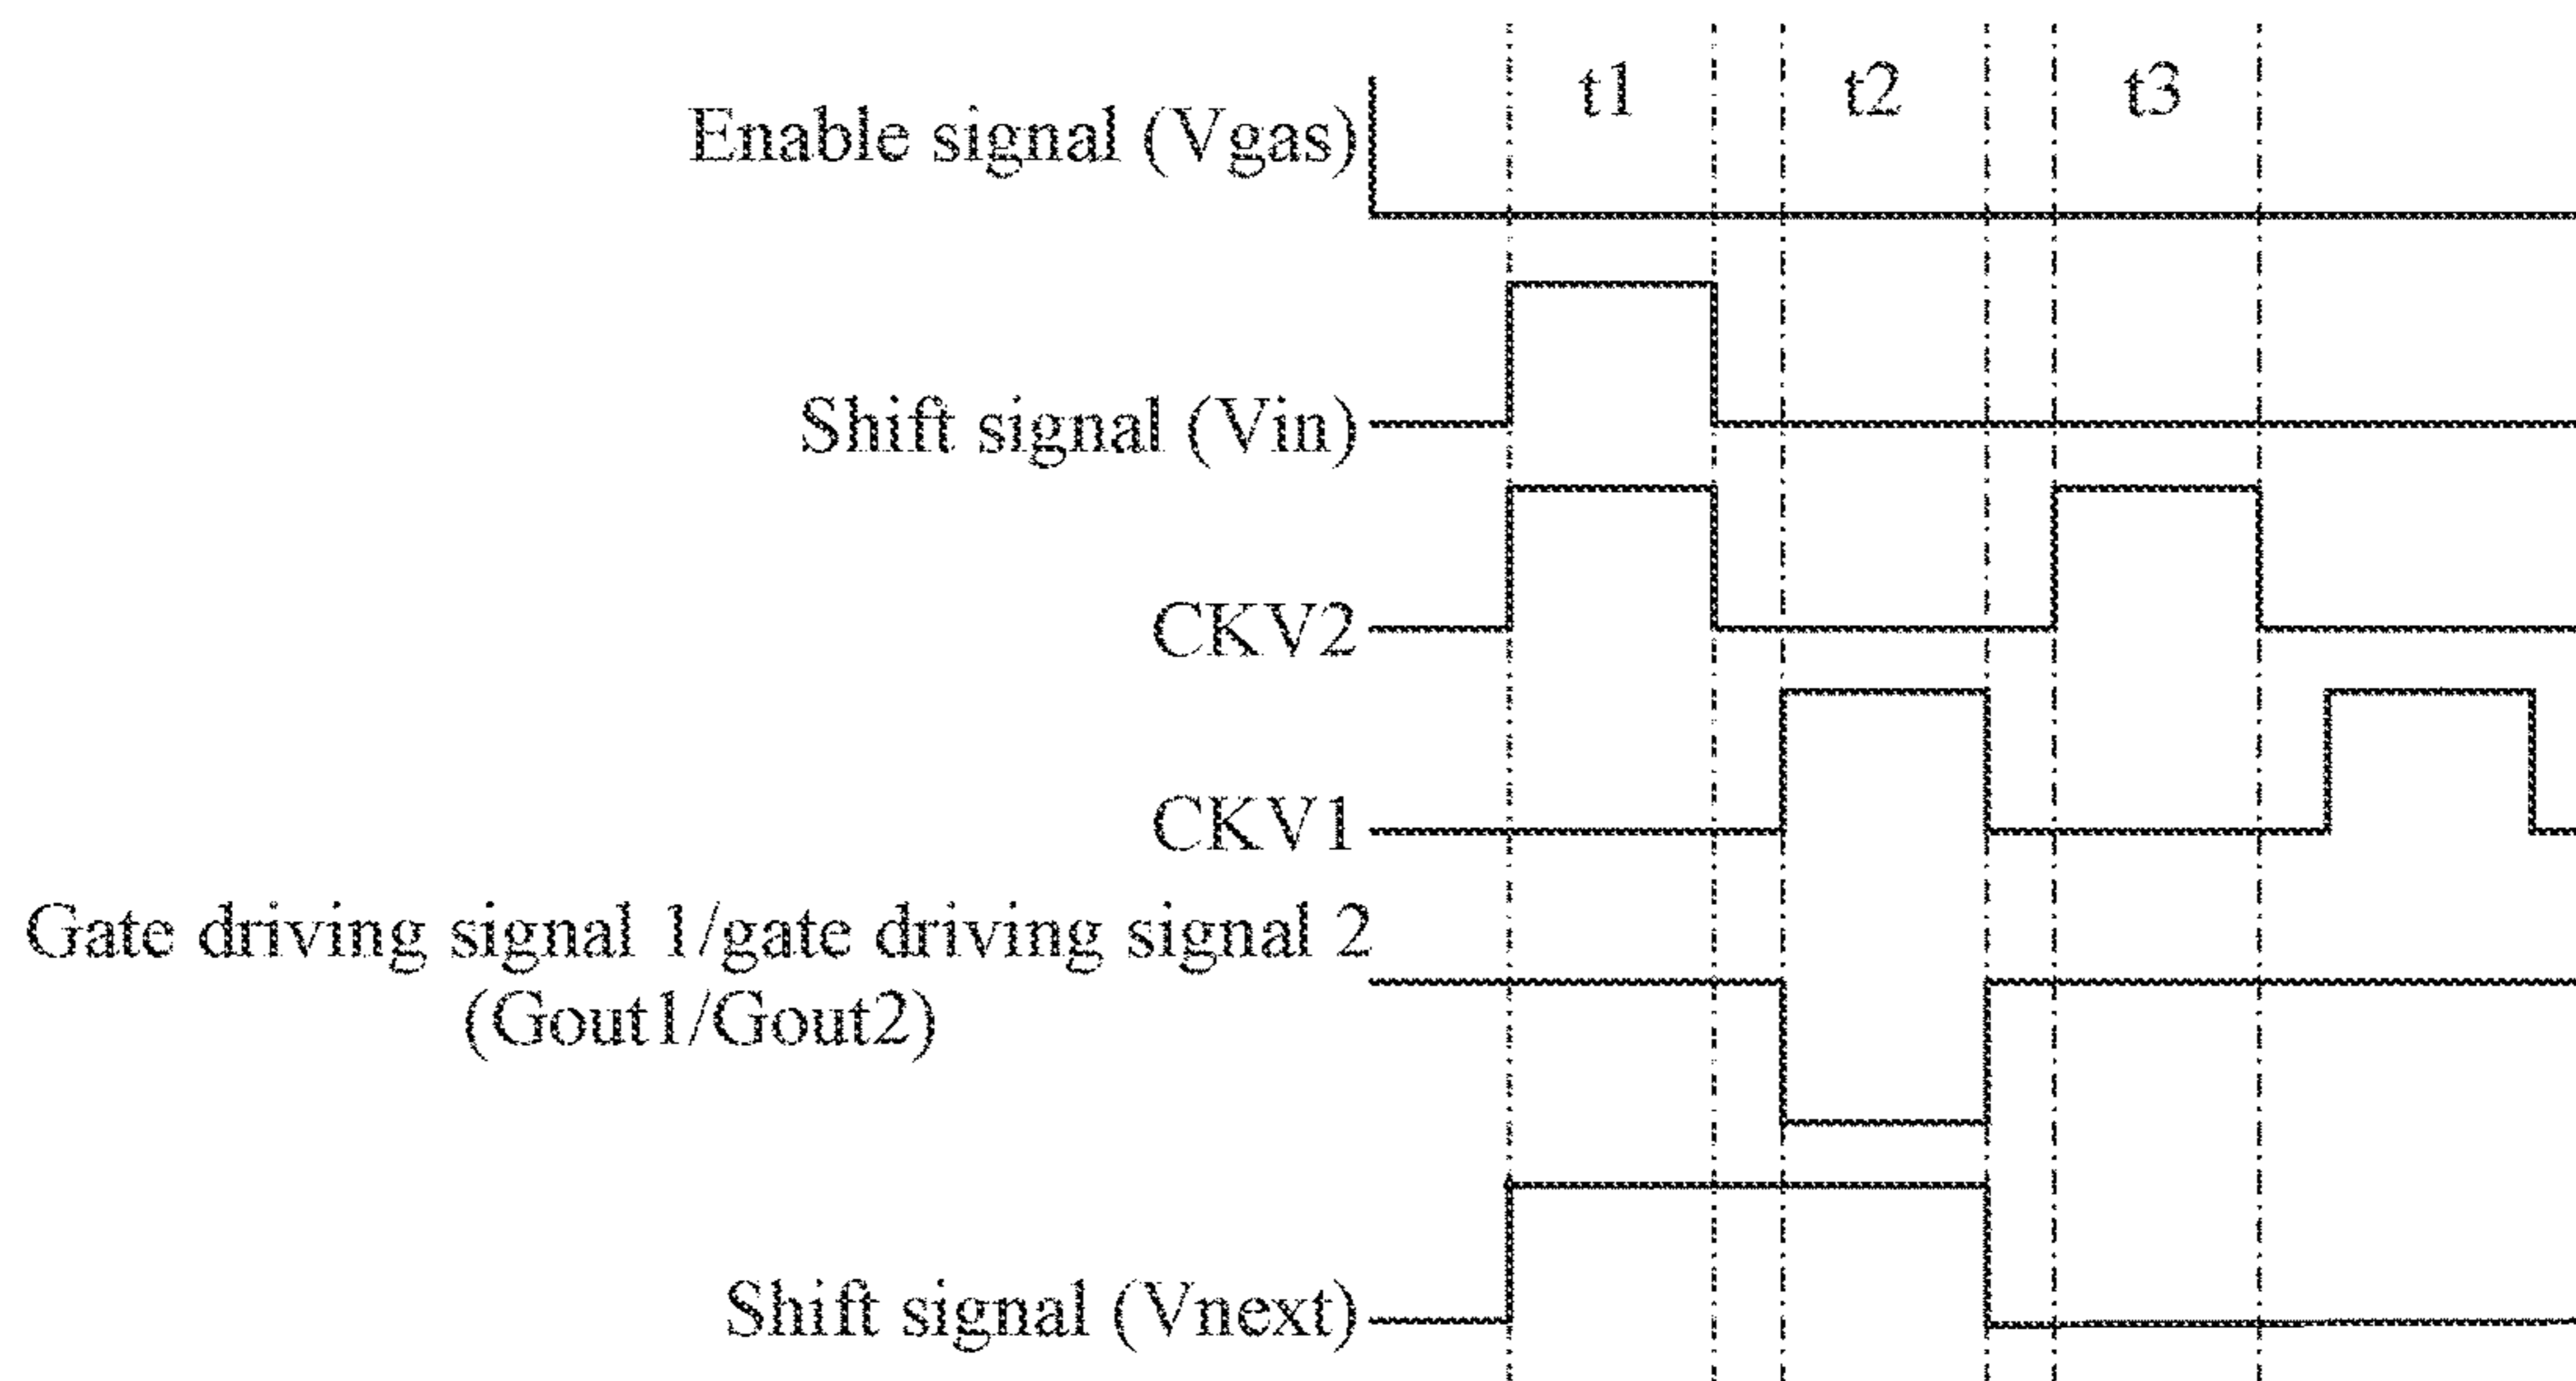 t1
t2
t3
Enable signal (Vgas)
Shift signal (Vin)
CKV2
CKV1
Gate driving signal 1/gate driving signal 2
(Gout1/Gout2)
Shift signal (Vnext)